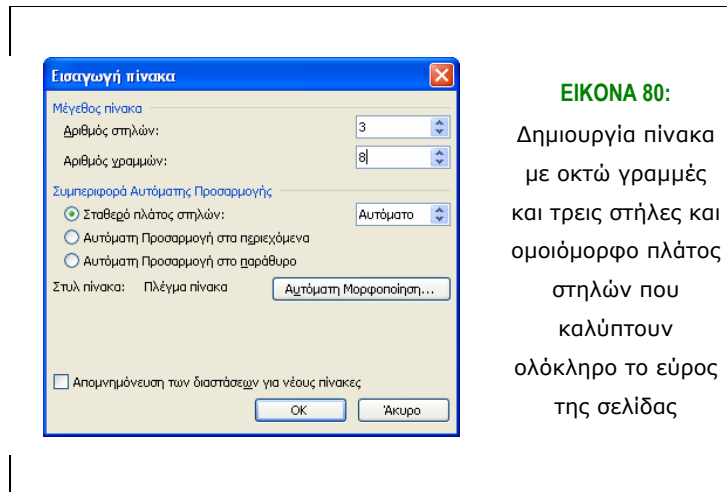 Εισαγωγή πίνακα
Μέγεθος πίνακα
Αριθμός στηλών:
3
Αριθμός γραμμών:
8
Συμπεριφορά Αυτόματης Προσαρμογής
Σταθερό πλάτος στηλών:
Αυτόματο
Αυτόματη Προσαρμογή στα περιεχόμενα
Αυτόματη Προσαρμογή στο παράθυρο
Στυλ πίνακα: Πλέγμα πίνακα
Αυτόματη Μορφοποίηση...
Απομνημόνευση των διαστάσεων για νέους πίνακες
OK
Άκυρο
ΕΙΚΟΝΑ 80:
Δημιουργία πίνακα
με οκτώ γραμμές
και τρεις στήλες και
ομοιόμορφο πλάτος
στηλών που
καλύπτουν
ολόκληρο το εύρος
της σελίδας